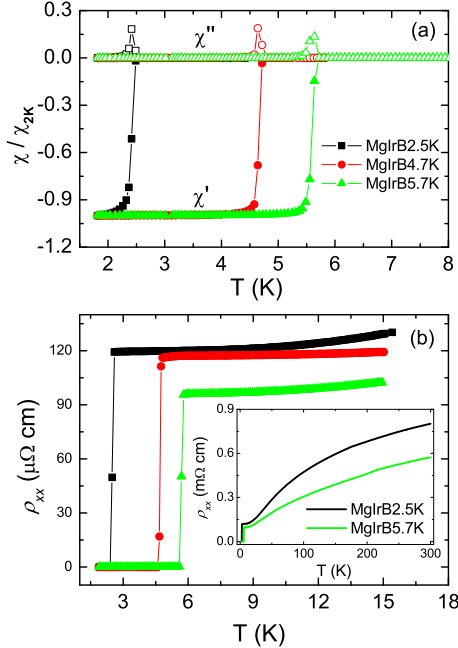 (a)
χ''
0.0
-0.3
-0.6
-0.9
-1.2
χ / χ2K
χ'
MgIrB2.5K
MgIrB4.7K
MgIrB5.7K
2 3 4 5 6 7 8
T (K)
(b)
120
90
60
30
0
ρxx (μΩ cm)
0.9
0.6
0.3
0.0
ρxx (mΩ cm)
MgIrB2.5K
MgIrB5.7K
0 100 200 300
T (K)
3 6 9 12 15 18
T (K)